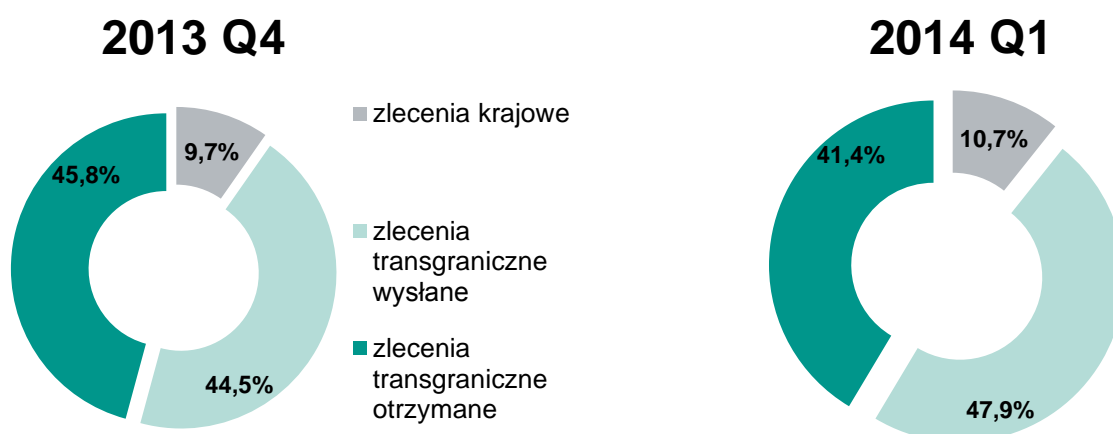 2013 Q4
2014 Q1
9,7%
45,8%
44,5%
zlecenia krajowe
zlecenia
transgraniczne
wysłane
zlecenia
transgraniczne
otrzymane
10,7%
41,4%
47,9%